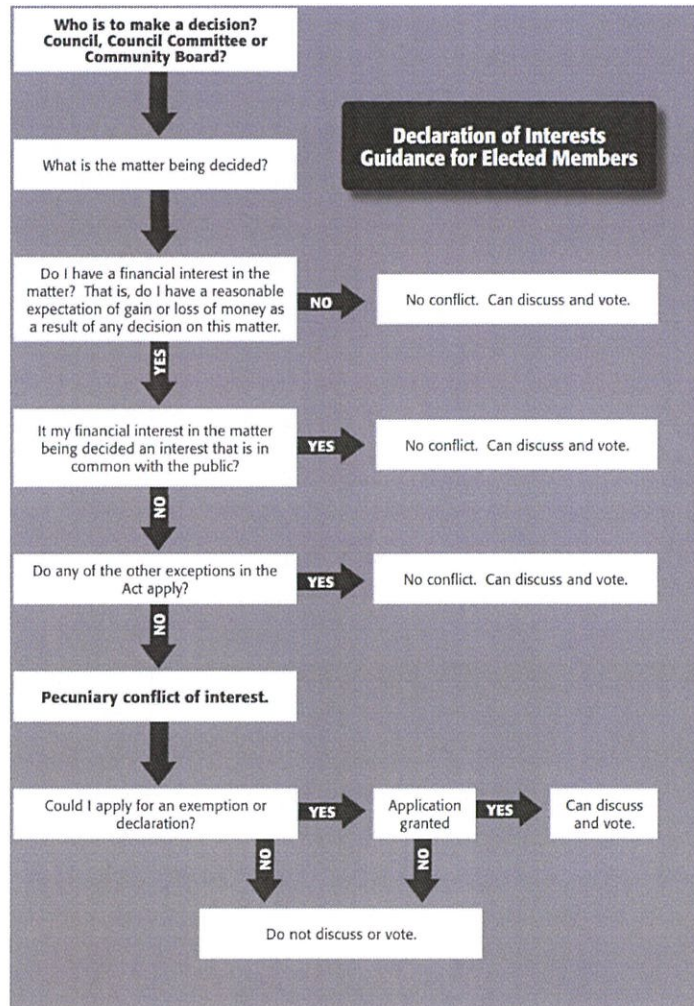 Who is to make a decision?
Council, Council Committee or
Community Board?
Declaration of Interests
Guidance for Elected Members
What is the matter being decided?
Do I have a financial interest in the
matter? That is, do I have a reasonable
expectation of gain or loss of money as
a result of any decision on this matter.
NO
No conflict. Can discuss and vote.
YES
It my financial interest in the matter
being decided an interest that is in
common with the public?
YES
No conflict. Can discuss and vote.
NO
Do any of the other exceptions in the
Act apply?
YES
No conflict. Can discuss and vote.
NO
Pecuniary conflict of interest.
Could I apply for an exemption or
declaration?
YES
Application
granted
YES
Can discuss
and vote.
NO
NO
Do not discuss or vote.